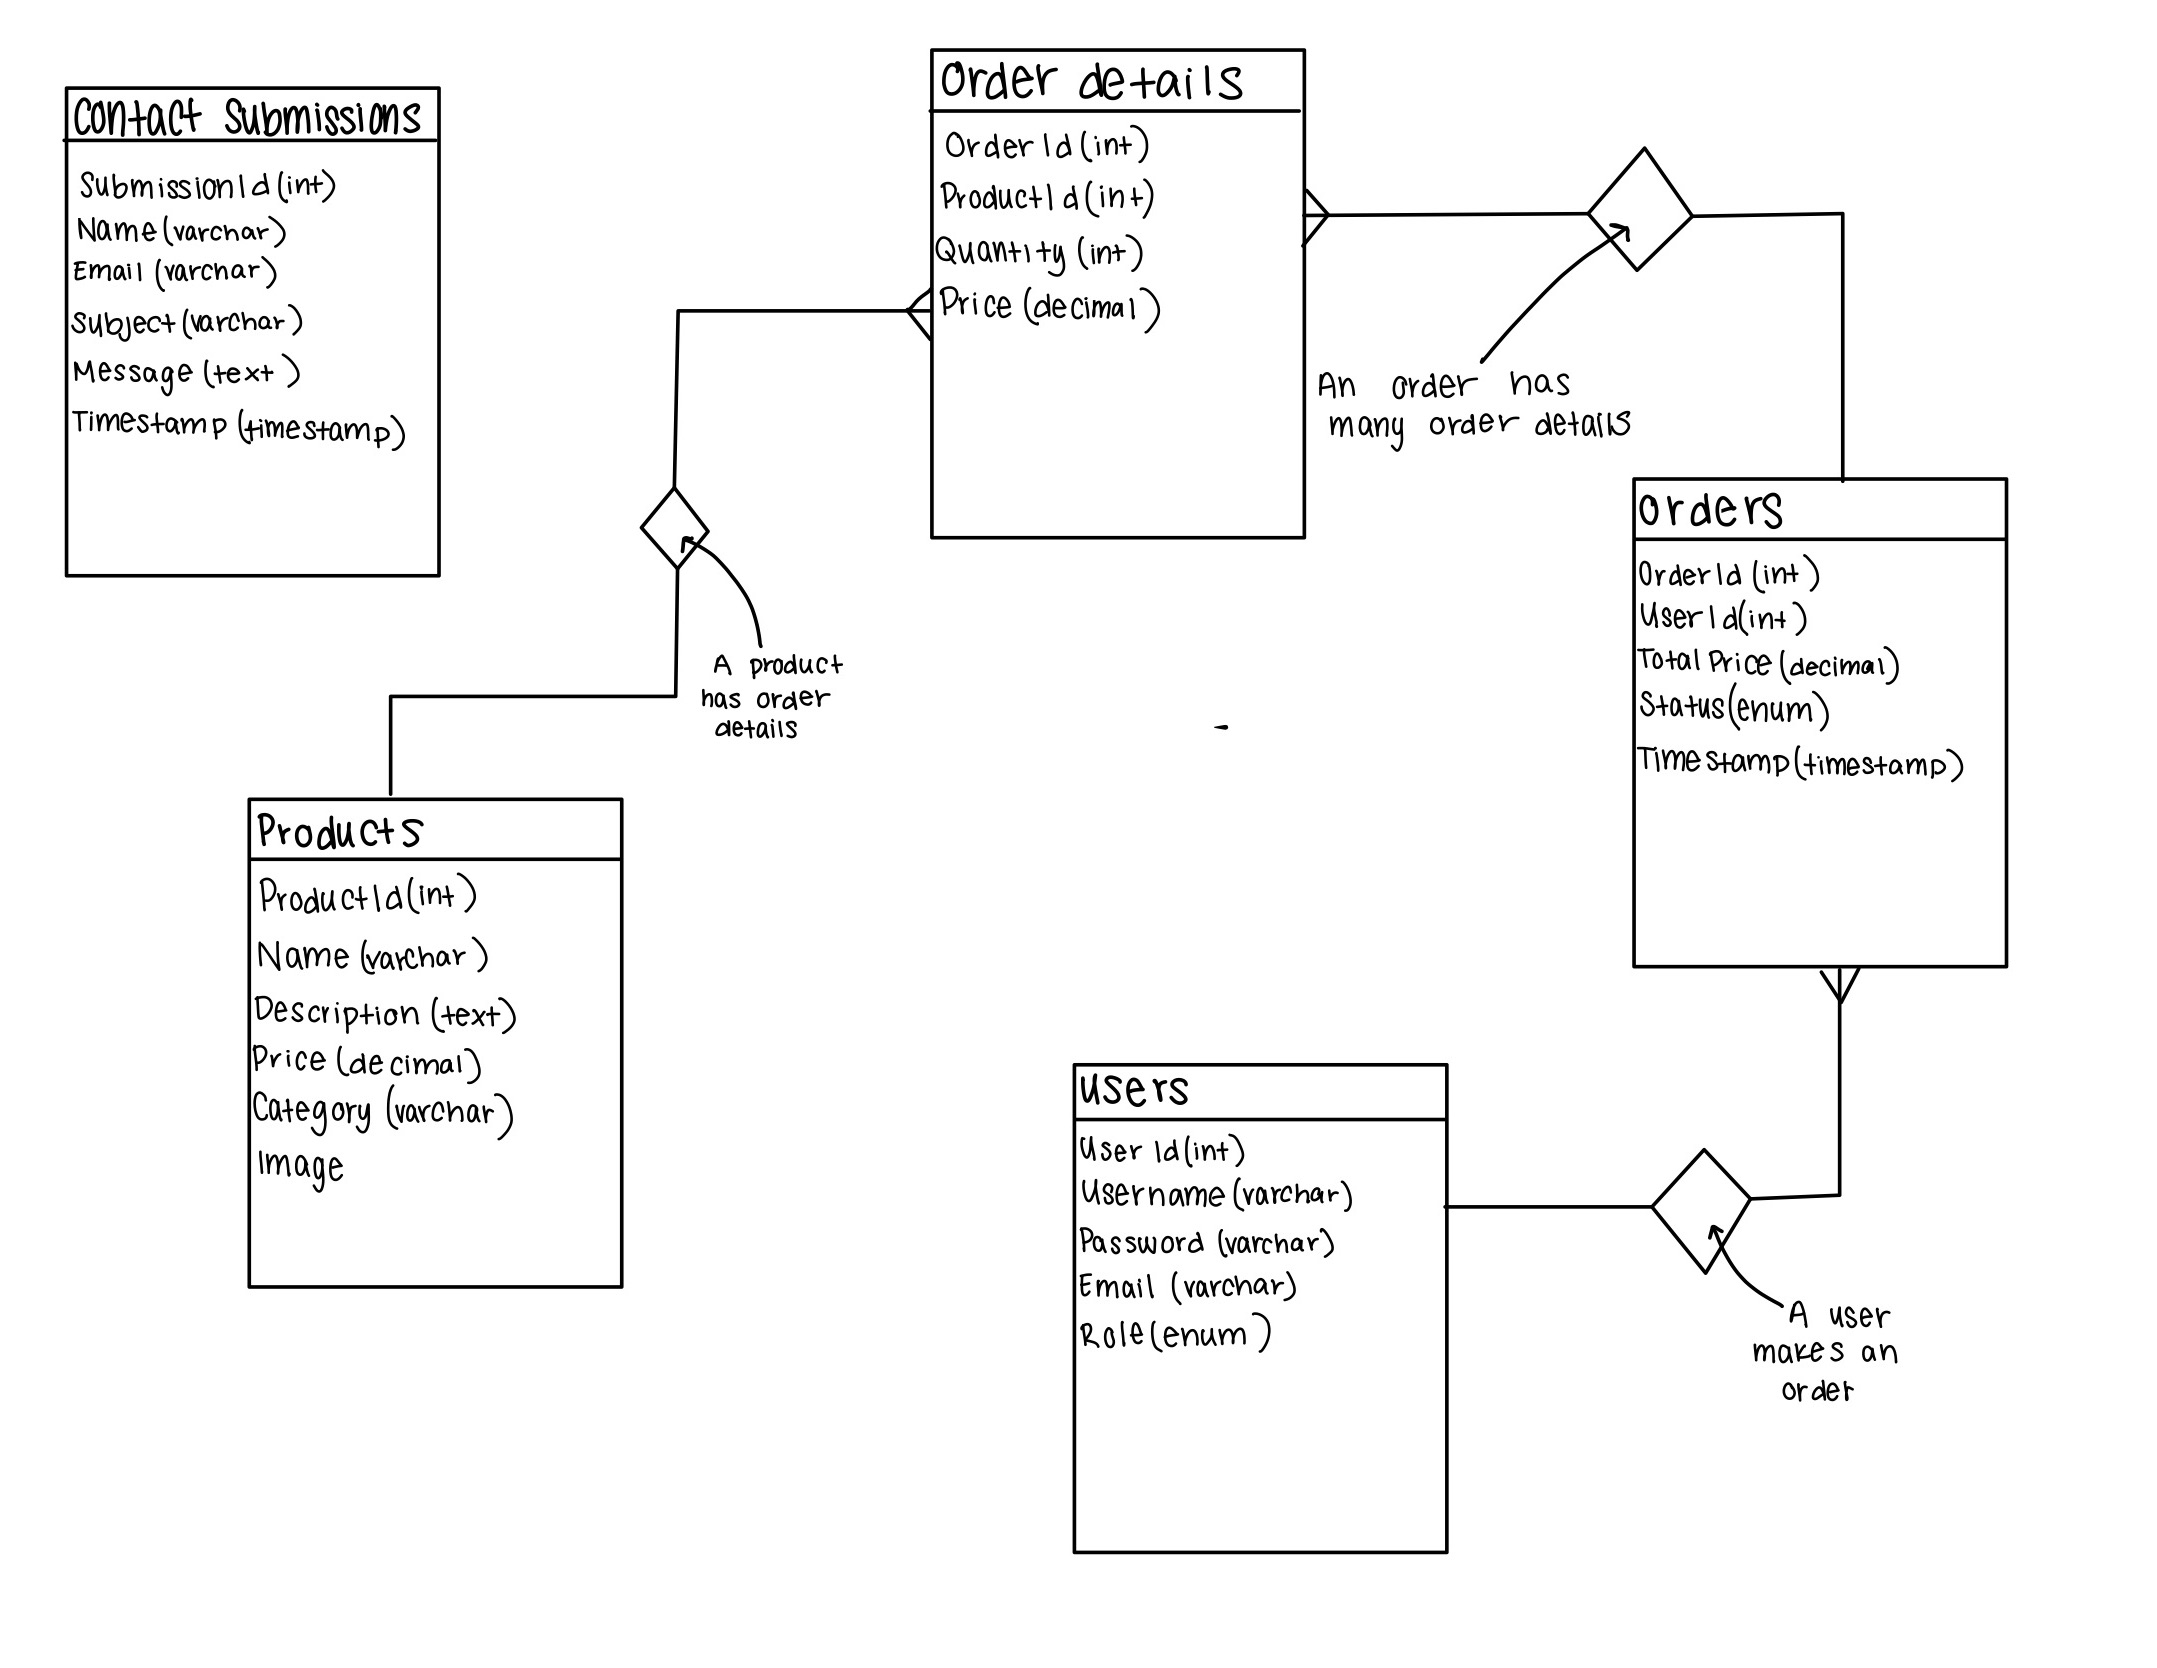 Contact Submissions
SubmissionId (int)
Name (varchar)
Email (varchar)
Subject (varchar)
Message (text)
Timestamp (timestamp)
Order details
OrderId (int)
ProductId (int)
Quantity (int)
Price (decimal)
An order has
many order details
Orders
OrderId (int)
UserId (int)
Total Price (decimal)
Status (enum)
Timestamp (timestamp)
A product
has order
details
Products
ProductId (int)
Name (varchar)
Description (text)
Price (decimal)
Category (varchar)
Image
users
User Id (int)
Username (varchar)
Password (varchar)
Email (varchar)
Role (enum)
A user
makes an
order